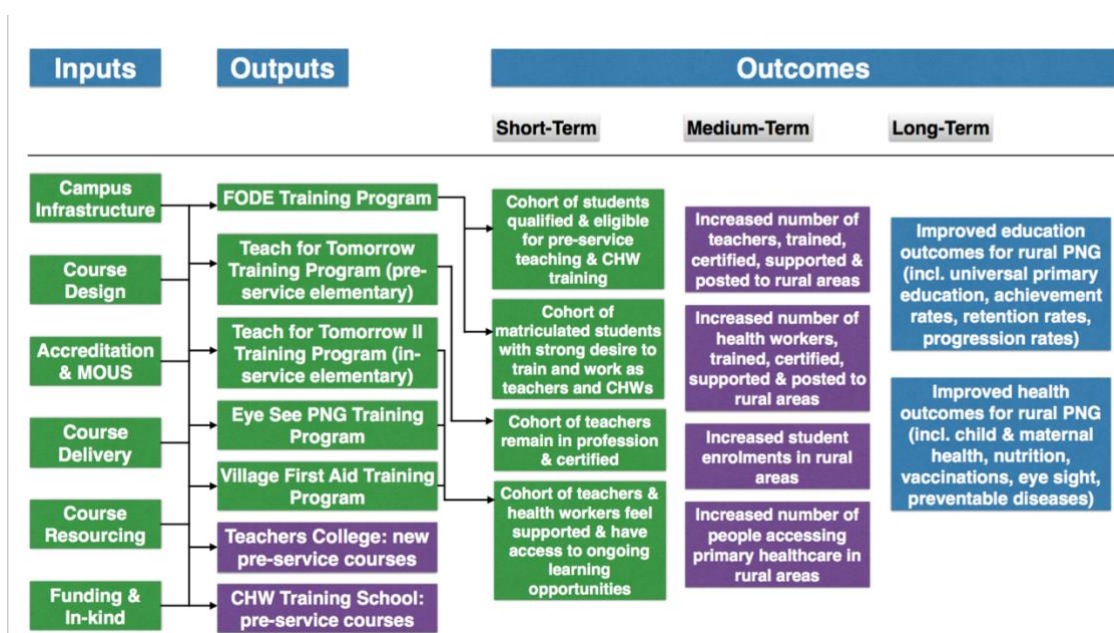 Inputs
Outputs
Outcomes
Short-Term
Medium-Term
Long-Term
Campus
Infrastructure
Course
Design
Accreditation
& MOUS
Course
Delivery
Course
Resourcing
Funding &
In-kind
FODE Training Program
Teach for Tomorrow
Training Program (pre-
service elementary)
Teach for Tomorrow II
Training Program (in-
service elementary)
Eye See PNG Training
Program
Village First Aid Training
Program
Teachers College: new
pre-service courses
CHW Training School:
pre-service courses
Cohort of students
qualified & eligible
for pre-service
teaching & CHW
training
Cohort of
matriculated students
with strong desire to
train and work as
teachers and CHWs
Cohort of teachers
remain in profession
& certified
Cohort of teachers &
health workers feel
supported & have
access to ongoing
learning
opportunities
Increased number of
teachers, trained,
certified, supported &
posted to rural areas
Increased number of
health workers,
trained, certified,
supported & posted to
rural areas
Increased student
enrolments in rural
areas
Increased number of
people accessing
primary healthcare in
rural areas
Improved education
outcomes for rural PNG
(incl. universal primary
education, achievement
rates, retention rates,
progression rates)
Improved health
outcomes for rural PNG
(incl. child & maternal
health, nutrition,
vaccinations, eye sight,
preventable diseases)